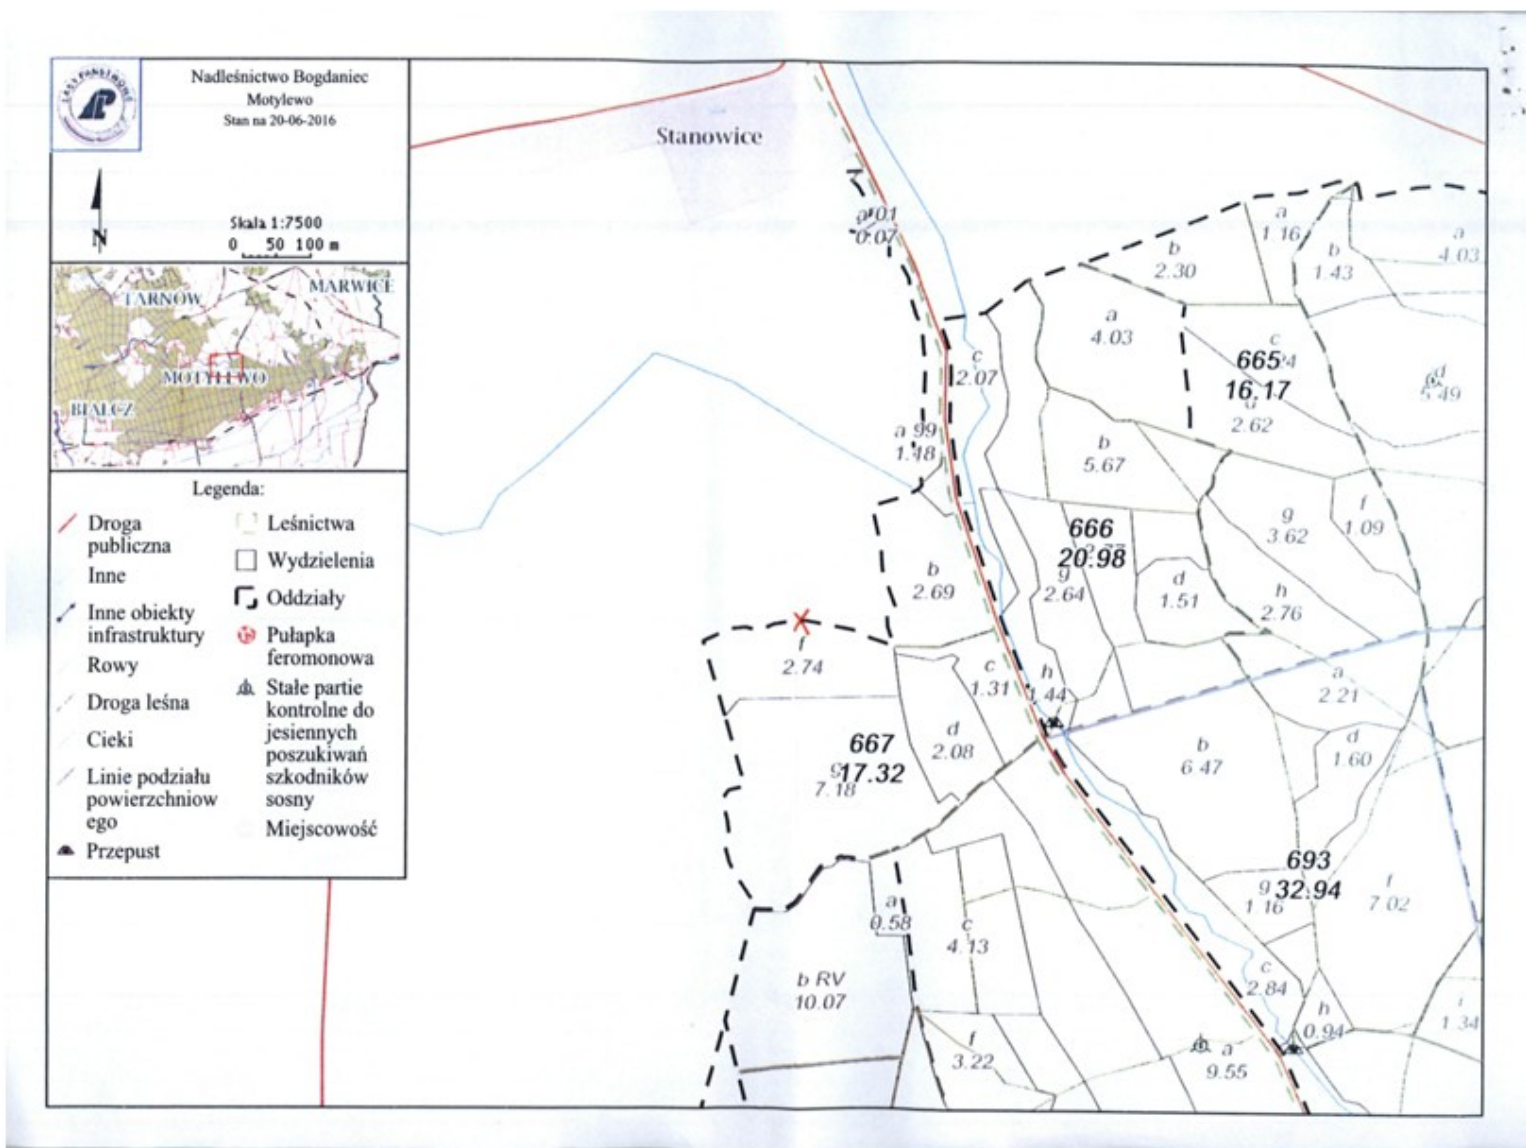 LASY PAŃSTWOWE
Nadleśnictwo Bogdaniec
Motylewo
Stan na 20-06-2016
N
Skala 1:7500
0 50 100 m
TARNOW
MARWICE
MOTYLEWO
BIALCZ
Legenda:
Droga publiczna
Inne
Inne obiekty infrastruktury
Rowy
Droga leśna
Cieki
Linie podziału
powierzchniow
ego
Przepust
Leśnictwa
Wydzielenia
Oddziały
Pułapka
feromonowa
Stałe partie
kontrolne do
jesiennych
poszukiwań
szkodników
sosny
Miejscowość
Stanowice
0.07
a
1.16
b
2.30
b
1.43
a
4.03
a
4.03
c
2.07
c
665
16.17
2.62
d
5.49
a 99
1.48
b
5.67
g
3.62
f
1.09
666
20.98
g
2.64
d
1.51
h
2.76
b
2.69
f
2.74
c
1.31
h
1.44
a
2.21
667
17.32
g
7.18
d
2.08
b
6.47
d
1.60
693
32.94
g
1.16
f
7.02
a
0.58
c
4.13
b RV
10.07
c
2.84
h
0.94
1.34
f
3.22
a
9.55